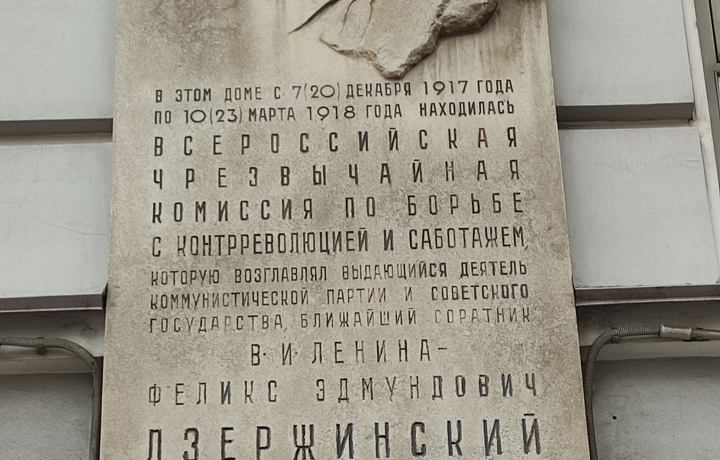 В ЭТОМ ДОМЕ С 7(20) ДЕКАБРЯ 1917 ГОДА
ПО 10(23) МАРТА 1918 ГОДА НАХОДИЛАСЬ
ВСЕРОССИЙСКАЯ
ЧРЕЗВЫЧАЙНАЯ
КОМИССИЯ ПО БОРЬБЕ
С КОНТРРЕВОЛЮЦИЕЙ И САБОТАЖЕМ,
КОТОРУЮ ВОЗГЛАВЛЯЛ ВЫДАЮЩИЙСЯ ДЕЯТЕЛЬ
КОММУНИСТИЧЕСКОЙ ПАРТИИ И СОВЕТСКОГО
ГОСУДАРСТВА, БЛИЖАЙШИЙ СОРАТНИК
В. И. ЛЕНИНА-
ФЕЛИКС ЭДМУНДОВИЧ
ДЗЕРЖИНСКИЙ